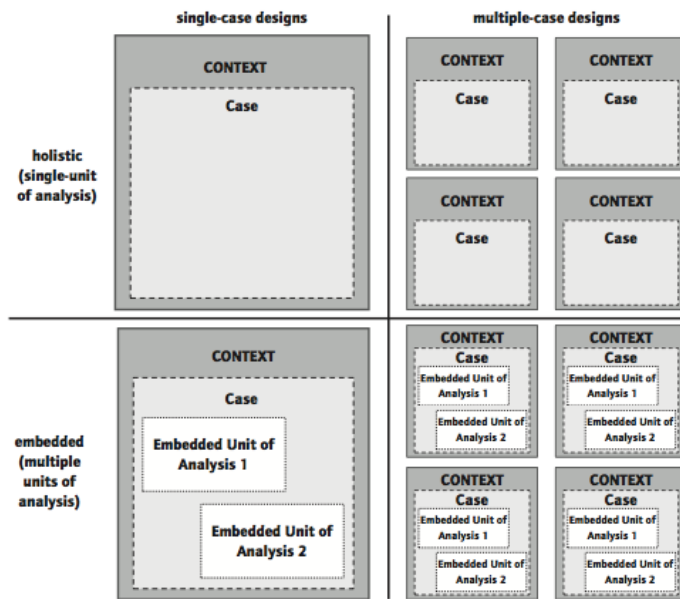 single-case designs
multiple-case designs
holistic
(single-unit
of analysis)
CONTEXT
Case
CONTEXT
Case
CONTEXT
Case
CONTEXT
Case
CONTEXT
Case
embedded
(multiple
units of
analysis)
CONTEXT
Case
Embedded Unit of
Analysis 1
Embedded Unit of
Analysis 2
CONTEXT
Case
Embedded Unit of
Analysis 1
Embedded Unit of
Analysis 2
CONTEXT
Case
Embedded Unit of
Analysis 1
Embedded Unit of
Analysis 2
CONTEXT
Case
Embedded Unit of
Analysis 1
Embedded Unit of
Analysis 2
CONTEXT
Case
Embedded Unit of
Analysis 1
Embedded Unit of
Analysis 2